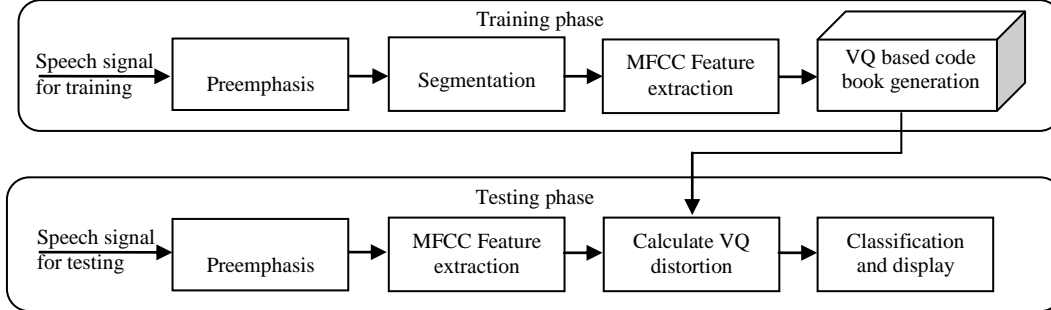 Training phase
Speech signal
for training
Preemphasis
Segmentation
MFCC Feature
extraction
VQ based code
book generation
Testing phase
Speech signal
for testing
Preemphasis
MFCC Feature
extraction
Calculate VQ
distortion
Classification
and display